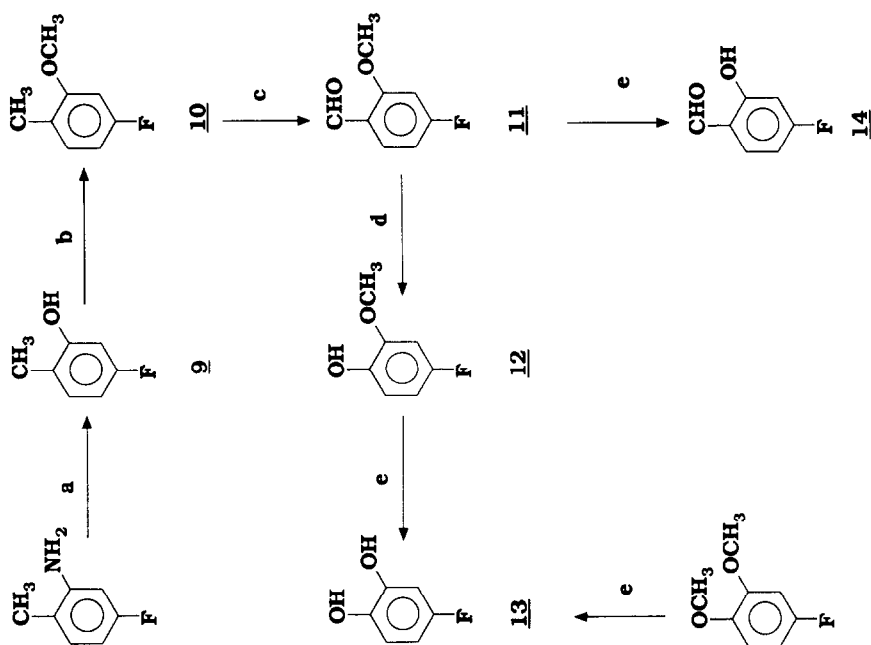 CH₃ CH₃ CH₃
NH₂ a OH b OCH₃
F F F
9 10
c
OH OH CHO
OH e OCH₃ d OCH₃
F F F
13 12 11
e e
OCH₃ CHO
OCH₃ OH
F F
14